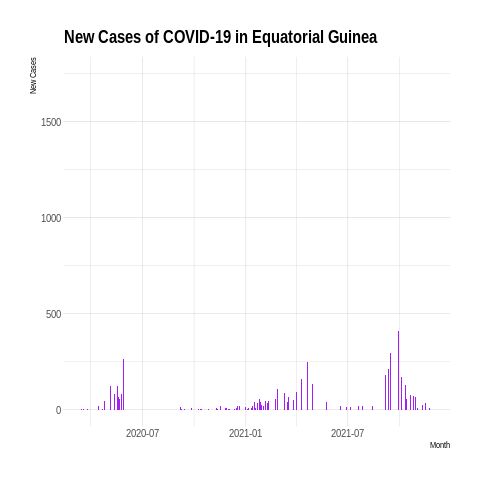 New Cases of COVID-19 in Equatorial Guinea
New Cases
1500
1000
500
0
2020-07
2021-01
2021-07
Month